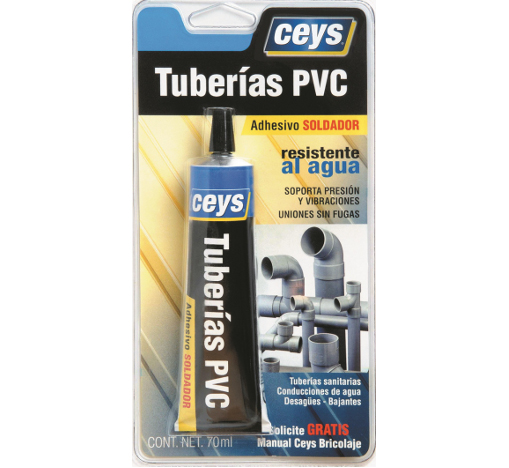 ceys
Tuberías PVC
Adhesivo SOLDADOR
resistente
al agua
SOPORTA PRESIÓN
Y VIBRACIONES
UNIONES SIN FUGAS
ceys
Tuberías PVC
Adhesivo SOLDADOR
Tuberías sanitarias
Conducciones de agua
Desagües - Bajantes
Solicite GRATIS
Manual Ceys Bricolaje
CONT. NET. 70ml